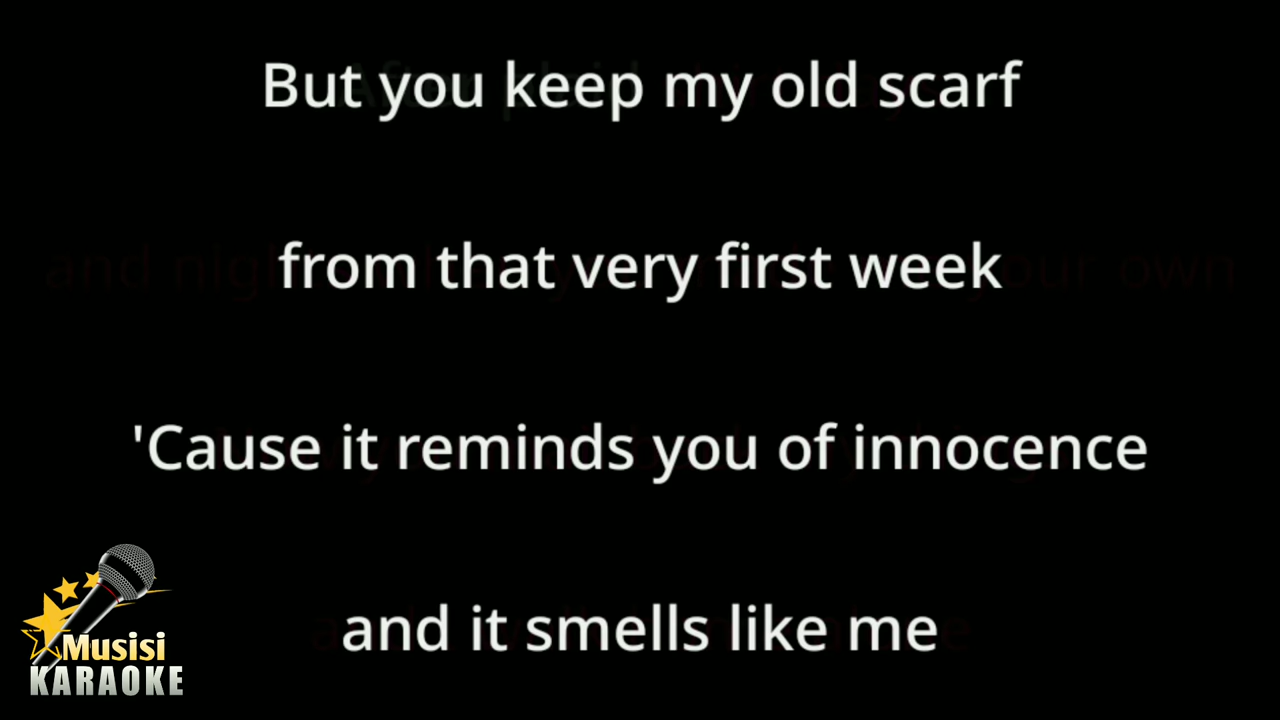 But you keep my old scarf
from that very first week
'Cause it reminds you of innocence
and it smells like me
Musisi
KARAOKE